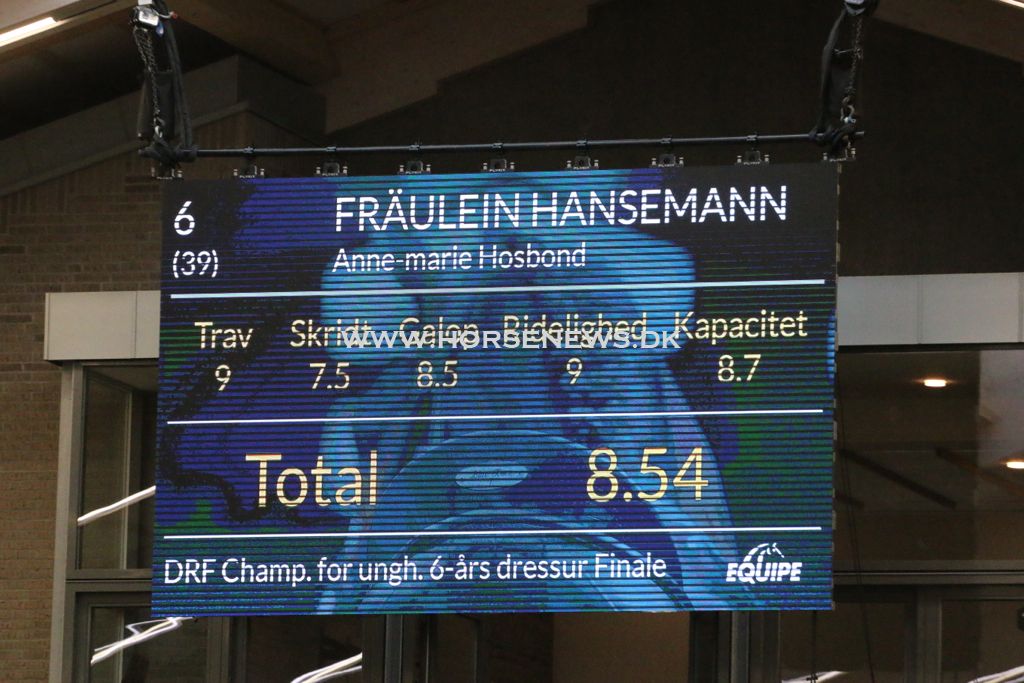 6 FRÄULEIN HANSEMANN
(39) Anne-marie Hosbond
Trav Skridt Galop Ridelighed Kapacitet
WWW.HORSENEWS.DK
9 7.5 8.5 9 8.7
Total 8.54
DRF Champ. for ungh. 6-års dressur Finale EQUIPE